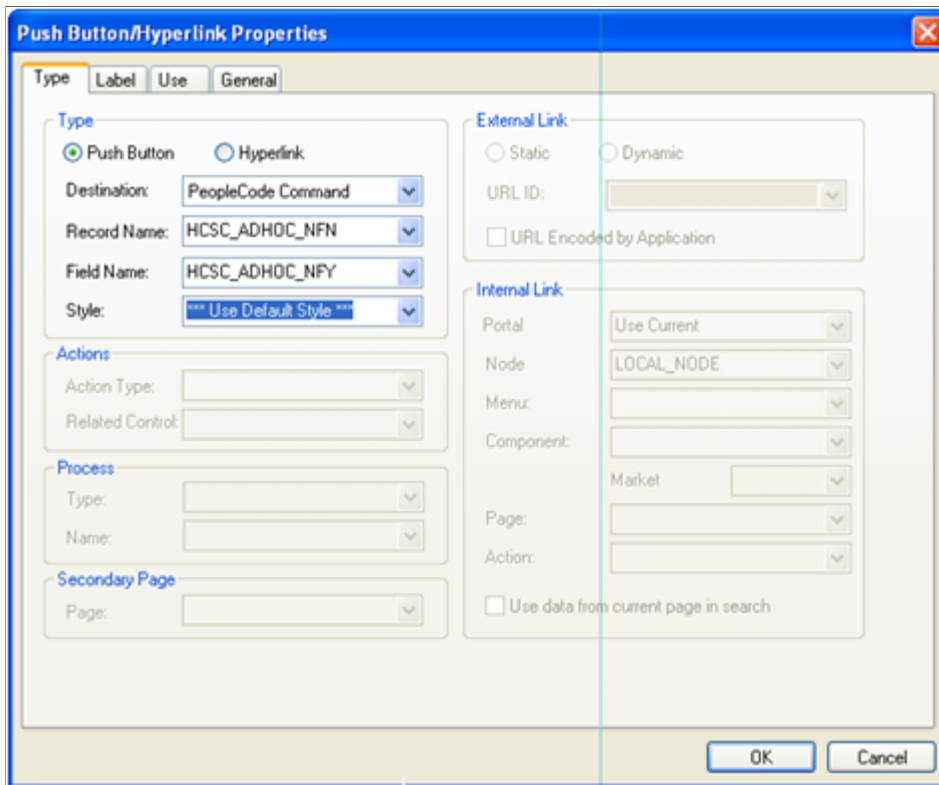 Push Button/Hyperlink Properties
Type Label Use General
Type
Push Button Hyperlink
Destination: PeopleCode Command
Record Name: HCSC_ADHOC_NFN
Field Name: HCSC_ADHOC_NFY
Style: *** Use Default Style ***
Actions
Action Type:
Related Control:
Process
Type:
Name:
Secondary Page
Page:
External Link
Static Dynamic
URL ID:
URL Encoded by Application
Internal Link
Portal Use Current
Node LOCAL_NODE
Menu:
Component:
Market
Page:
Action:
Use data from current page in search
OK Cancel